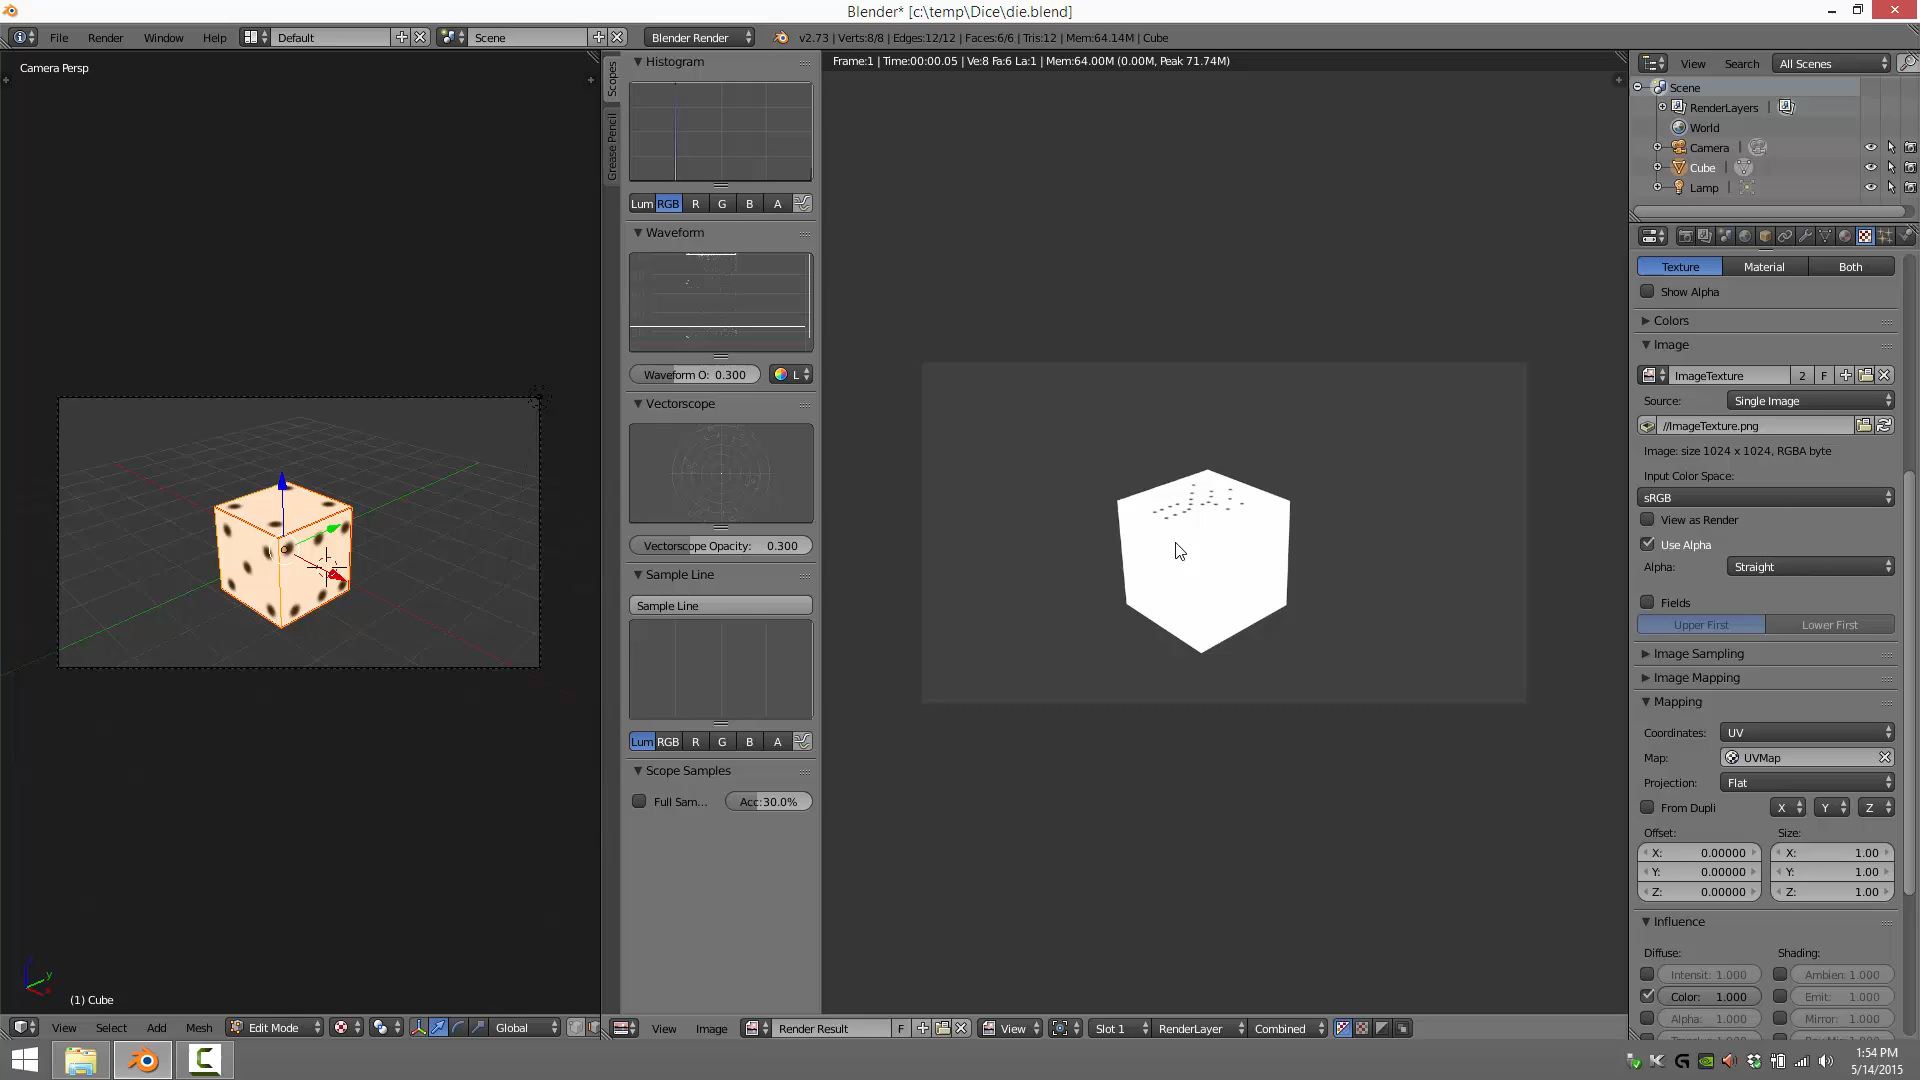 Blender* [c:\temp\Dice\die.blend]
File Render Window Help Default Scene Blender Render v2.73 | Verts:8/8 | Edges:12/12 | Faces:6/6 | Tris:12 | Mem:64.14M | Cube
Camera Persp
(1) Cube
View Select Add Mesh Edit Mode Global
Scopes
Grease Pencil
Histogram
Lum RGB R G B A
Waveform
Waveform O: 0.300 L
Vectorscope
Vectorscope Opacity: 0.300
Sample Line
Sample Line
Lum RGB R G B A
Scope Samples
Full Sam... Acc:30.0%
Frame:1 | Time:00:00.05 | Ve:8 Fa:6 La:1 | Mem:64.00M (0.00M, Peak 71.74M)
View Image Render Result F View Slot 1 RenderLayer Combined
View Search All Scenes
Scene
RenderLayers |
World
Camera |
Cube |
Lamp |
Texture Material Both
Show Alpha
Colors
Image
ImageTexture 2 F
Source: Single Image
//ImageTexture.png
Image: size 1024 x 1024, RGBA byte
Input Color Space:
sRGB
View as Render
Use Alpha
Alpha: Straight
Fields
Upper First Lower First
Image Sampling
Image Mapping
Mapping
Coordinates: UV
Map: UVMap
Projection: Flat
From Dupli X Y Z
Offset: Size:
X: 0.00000 X: 1.00
Y: 0.00000 Y: 1.00
Z: 0.00000 Z: 1.00
Influence
Diffuse: Shading:
Intensit: 1.000 Ambien: 1.000
Color: 1.000 Emit: 1.000
Alpha: 1.000 Mirror: 1.000
1:54 PM
5/14/2015